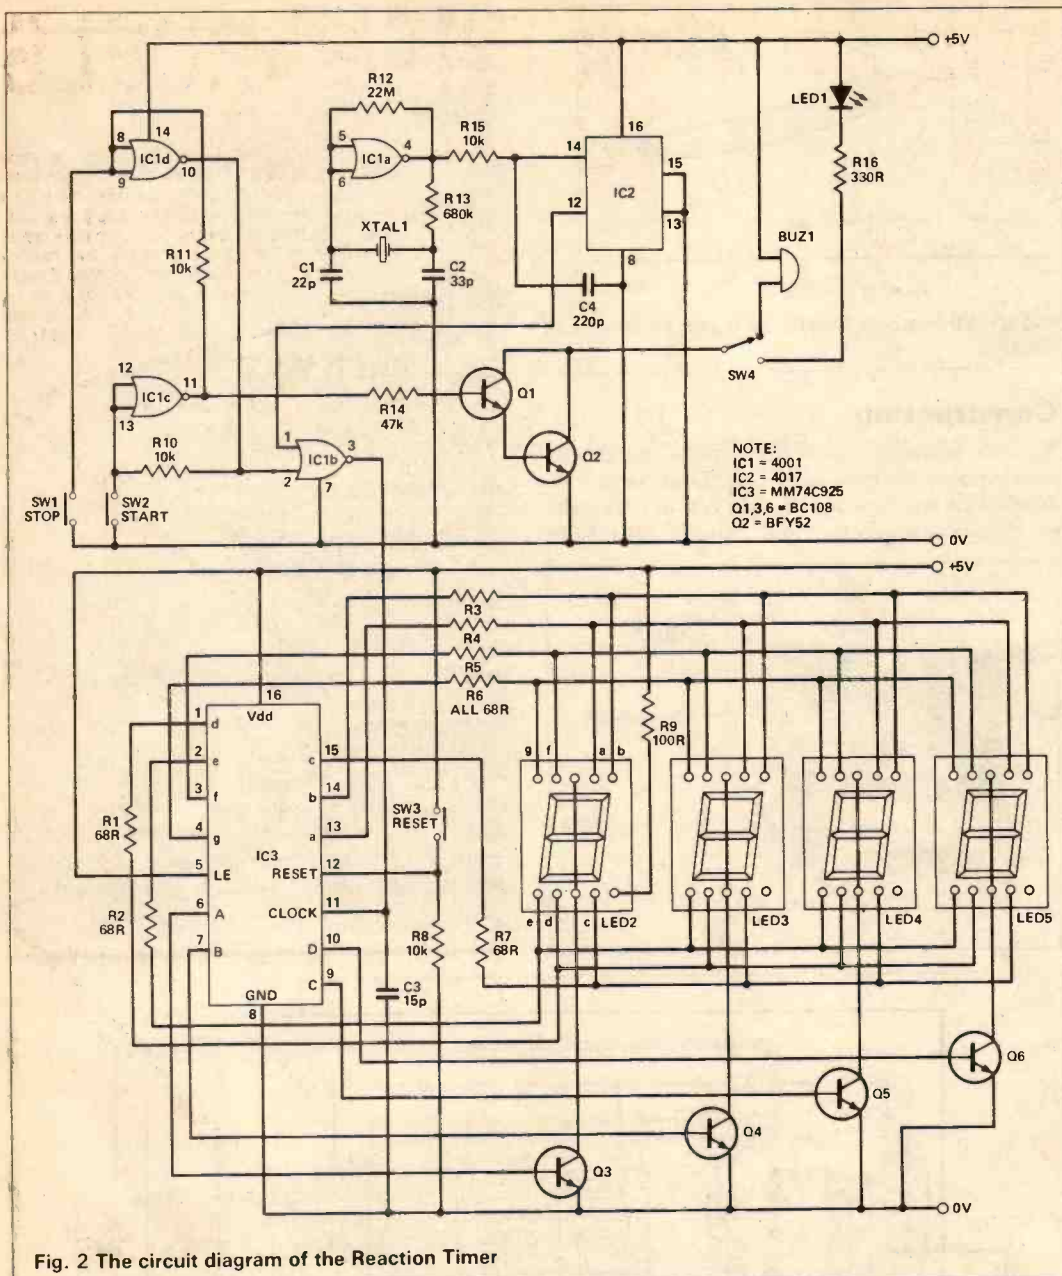 +5V
R12
22M
LED1
8
14
9
10
IC1d
5
6
4
IC1a
R15
10k
14
16
15
12
13
8
IC2
R16
330R
R13
680k
XTAL1
BUZ1
R11
10k
C1
22p
C2
33p
C4
220p
SW4
12
13
11
IC1c
R14
47k
Q1
Q2
R10
10k
1
2
3
7
IC1b
SW1
STOP
SW2
START
NOTE:
IC1 = 4001
IC2 = 4017
IC3 = MM74C925
Q1,3,6 = BC108
Q2 = BFY52
0V
+5V
R3
R4
R5
R6
ALL 68R
16
Vdd
1 d
2 e
3 f
4 g
5 LE
6 A
7 B
15 c
14 b
13 a
12 RESET
11 CLOCK
10 D
9 C
IC3
GND
8
R1
68R
R2
68R
SW3
RESET
R9
100R
g f a b
e d c
LED2
LED3
LED4
LED5
R8
10k
R7
68R
C3
15p
Q6
Q5
Q4
Q3
0V
Fig. 2 The circuit diagram of the Reaction Timer